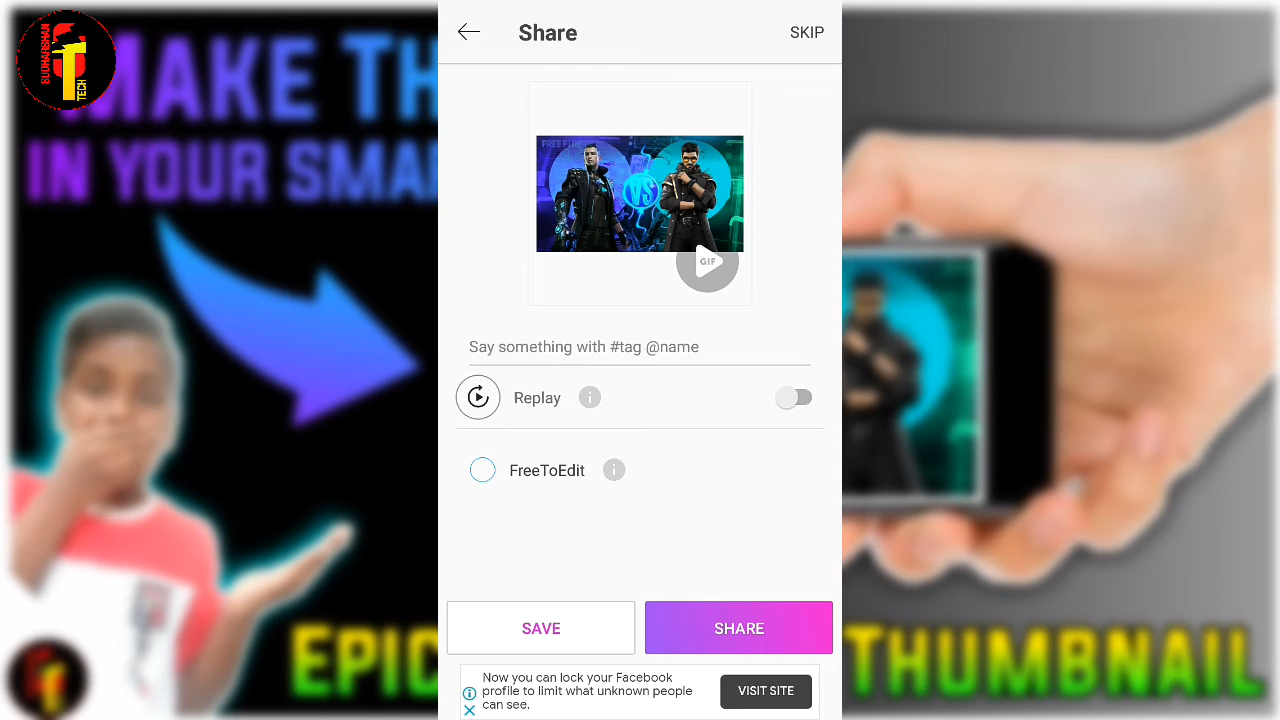 SUDHARSHAN
TECH
MAKE TH
IN YOUR SMA
Share
SKIP
FREE FIRE
VS
GIF
Say something with #tag @name
Replay
FreeToEdit
SAVE
SHARE
EPIC
THUMBNAIL
Now you can lock your Facebook
profile to limit what unknown people
can see.
VISIT SITE